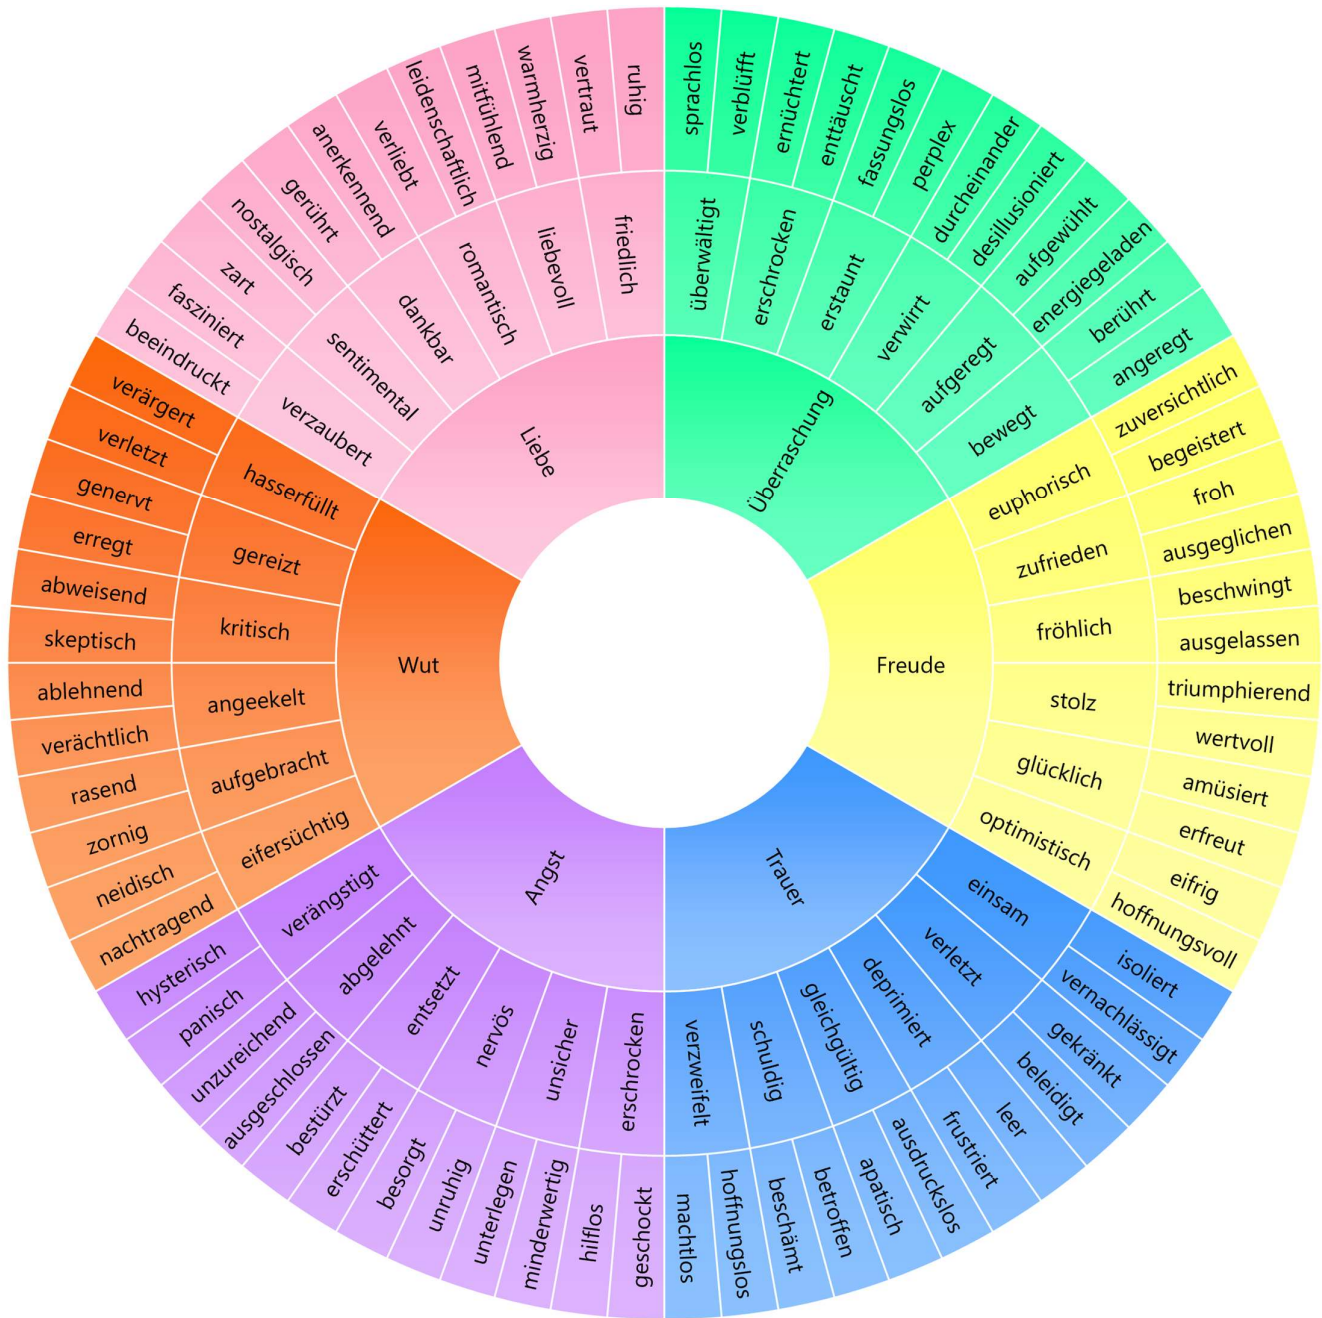 Überraschung
überwältigt
sprachlos
verblüfft
erschrocken
ernüchtert
enttäuscht
erstaunt
fassungslos
perplex
verwirrt
durcheinander
desillusioniert
aufgeregt
aufgewühlt
energiegeladen
bewegt
berührt
angeregt
Freude
euphorisch
zuversichtlich
begeistert
zufrieden
froh
ausgeglichen
fröhlich
beschwingt
ausgelassen
stolz
triumphierend
wertvoll
glücklich
amüsiert
erfreut
optimistisch
eifrig
hoffnungsvoll
Trauer
einsam
isoliert
vernachlässigt
verletzt
gekränkt
beleidigt
deprimiert
leer
frustriert
gleichgültig
ausdruckslos
apatisch
schuldig
betroffen
beschämt
verzweifelt
hoffnungslos
machtlos
Angst
erschrocken
geschockt
hilflos
unsicher
minderwertig
unterlegen
nervös
unruhig
besorgt
entsetzt
erschüttert
bestürzt
abgelehnt
ausgeschlossen
unzureichend
verängstigt
panisch
hysterisch
Wut
eifersüchtig
nachtragend
neidisch
aufgebracht
zornig
rasend
angeekelt
verächtlich
ablehnend
kritisch
skeptisch
abweisend
gereizt
erregt
genervt
hasserfüllt
verletzt
verärgert
Liebe
verzaubert
beeindruckt
fasziniert
sentimental
zart
nostalgisch
dankbar
gerührt
anerkennend
romantisch
verliebt
leidenschaftlich
liebevoll
mitfühlend
warmherzig
friedlich
vertraut
ruhig